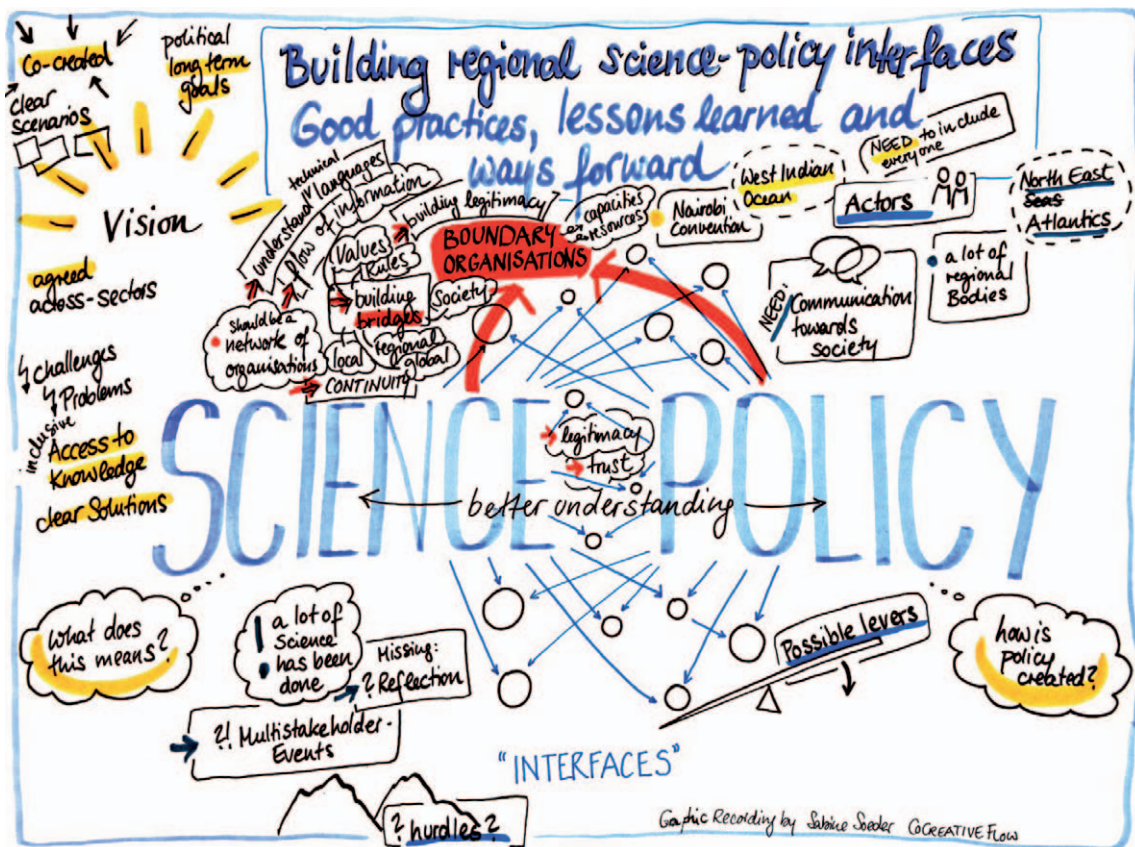 Building regional science-policy interfaces
Good practices, lessons learned and
ways forward
Co-created
clear
scenarios
political
long term
goals
Vision
agreed
across-sectors
challenges
Problems
inclusive
Access to
Knowledge
clear Solutions
technical
understand languages
flow of information
building legitimacy
Values
Rules
building
bridges
Society
should be a
network of
organisations
local
regional
global
CONTINUITY
BOUNDARY
ORGANISATIONS
capacities
resources
Nairobi
Convention
West Indian
Ocean
NEED to include
everyone
Actors
North East
Seas
Atlantics
a lot of
regional
Bodies
NEED:
Communication
towards
society
SCIENCE POLICY
legitimacy
trust
better understanding
What does
this means?
! a lot of
Science
has been
done
Missing:
? Reflection
?! Multistakeholder-
Events
Possible levers
how is
policy
created?
"INTERFACES"
? hurdles ?
Graphic Recording by Sabine Soeder CoCreative Flow